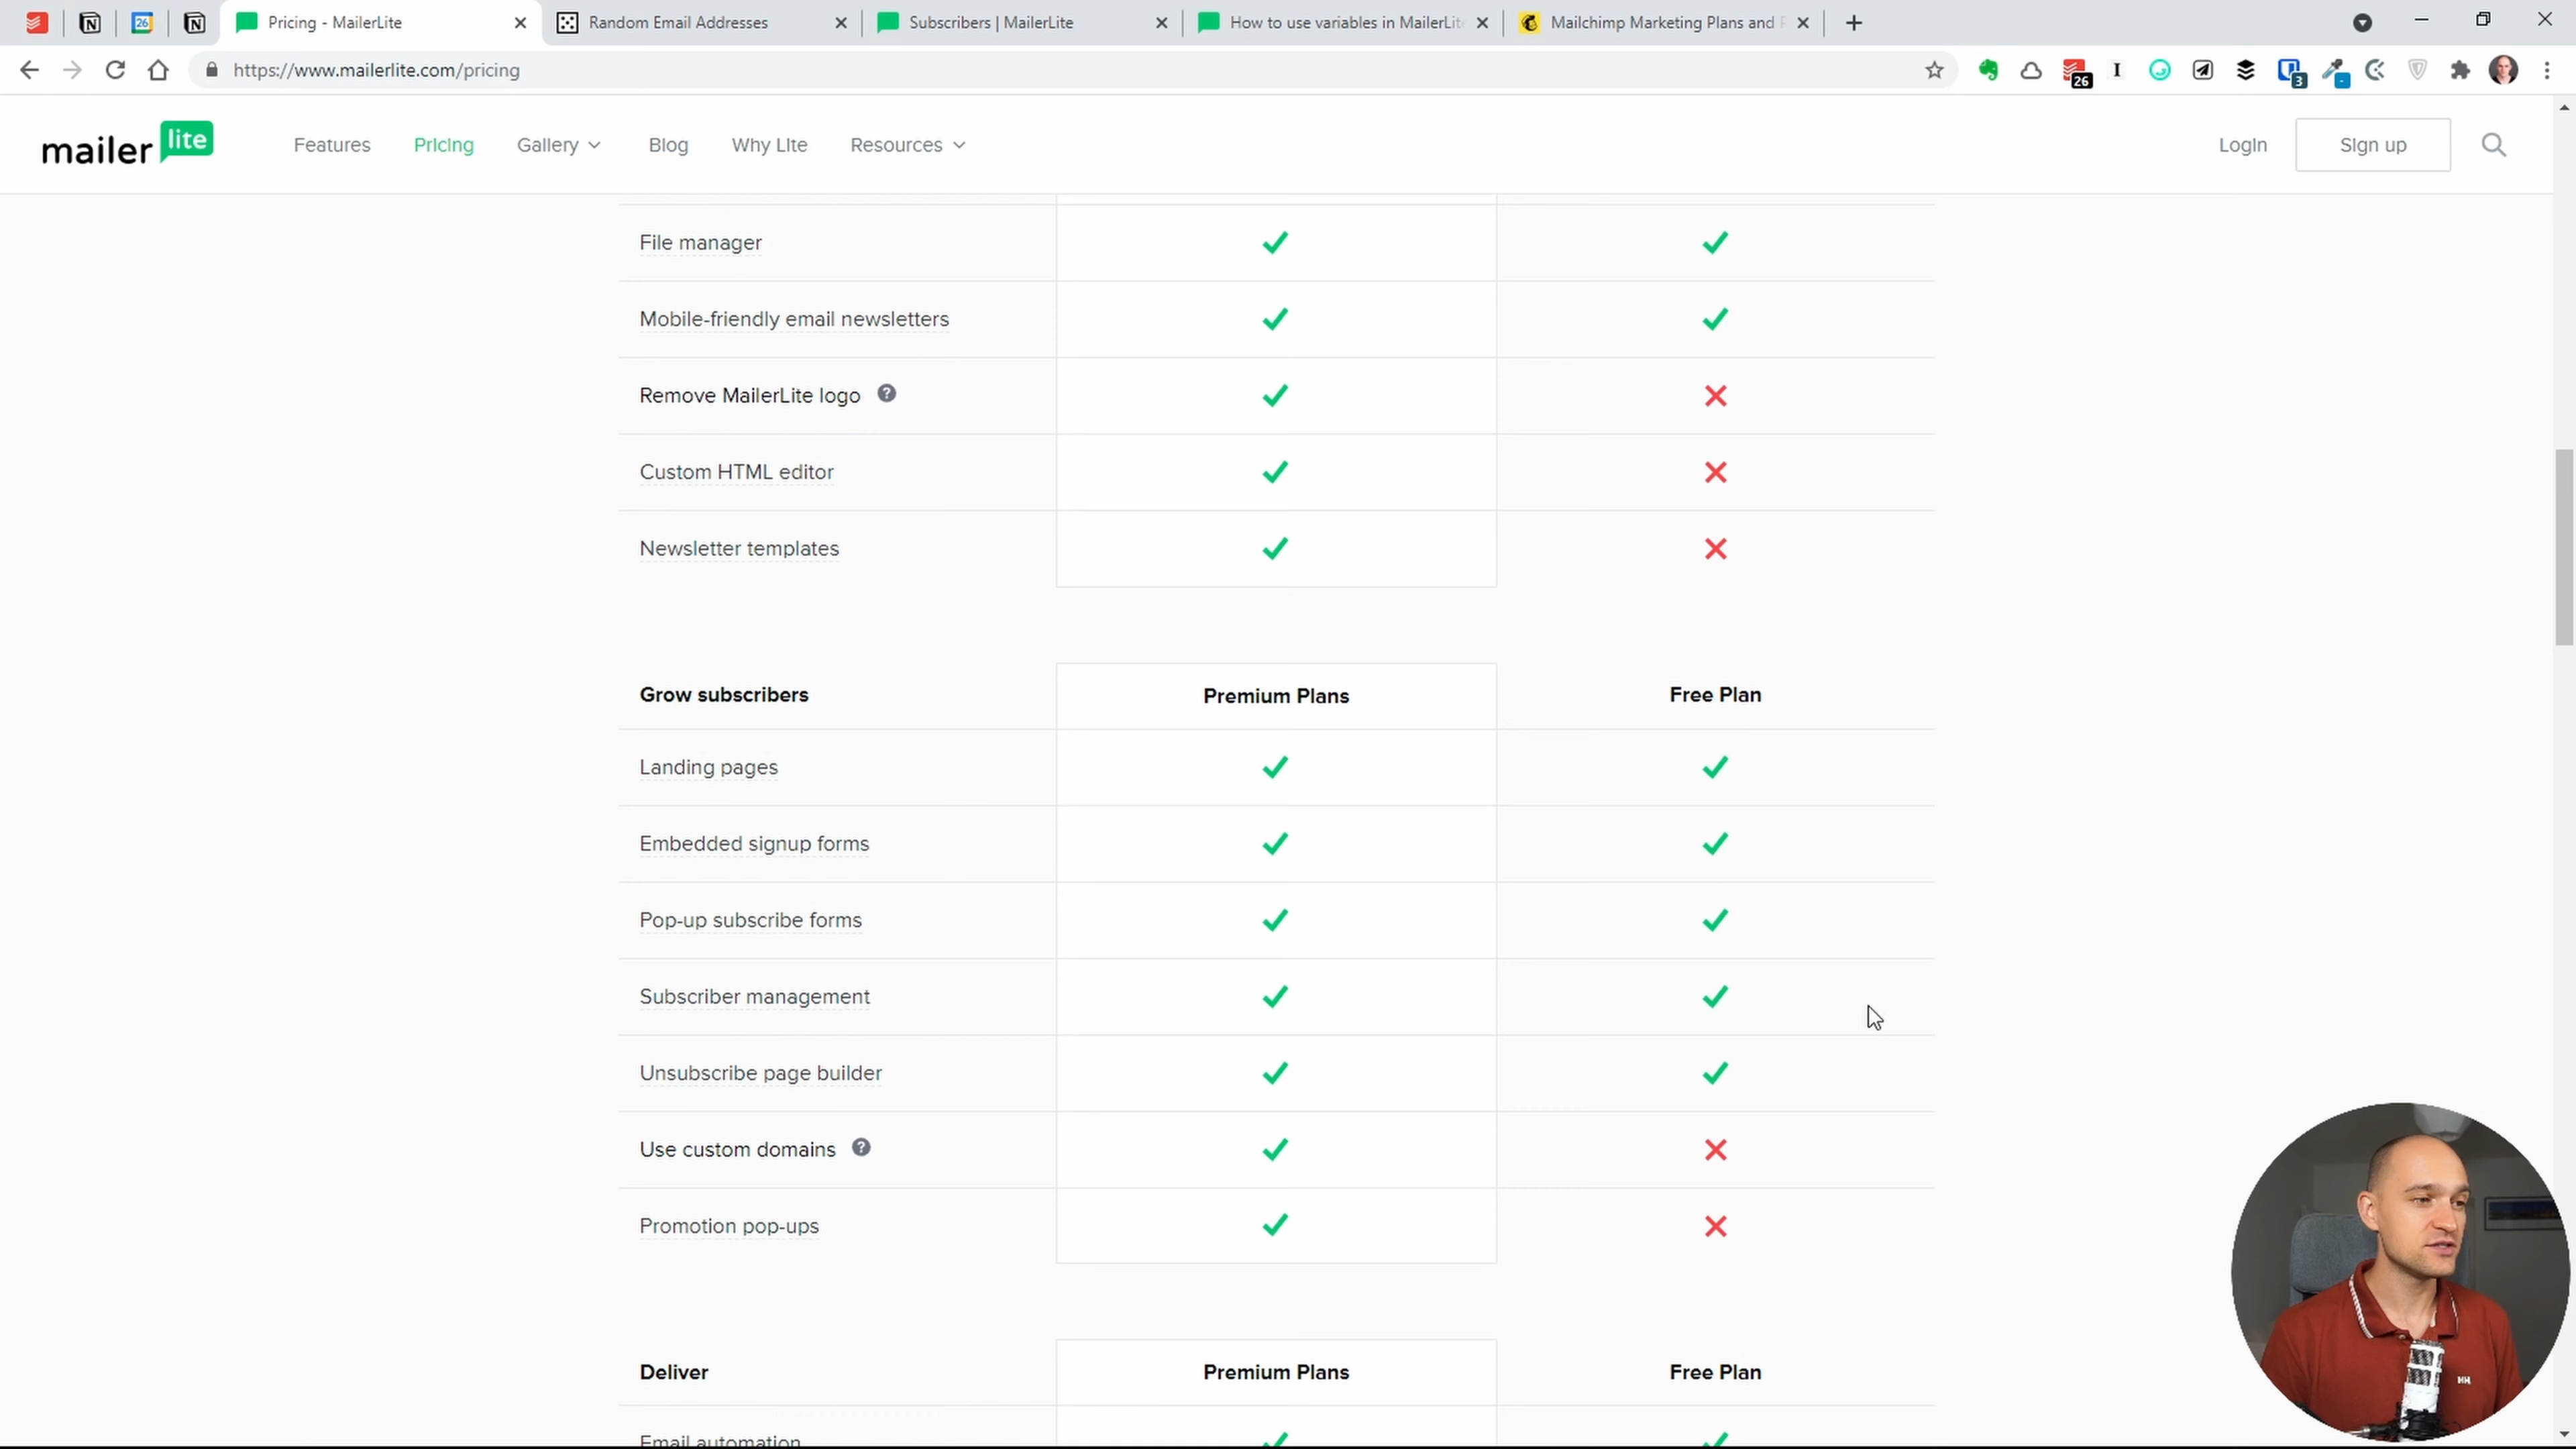 Pricing - MailerLite
Random Email Addresses
Subscribers | MailerLite
How to use variables in MailerLite
Mailchimp Marketing Plans and
https://www.mailerlite.com/pricing
26
3
mailer lite
Features
Pricing
Gallery
Blog
Why Lite
Resources
Login
Sign up
File manager
Mobile-friendly email newsletters
Remove MailerLite logo ?
Custom HTML editor
Newsletter templates
Grow subscribers Premium Plans Free Plan
Landing pages
Embedded signup forms
Pop-up subscribe forms
Subscriber management
Unsubscribe page builder
Use custom domains ?
Promotion pop-ups
Deliver Premium Plans Free Plan
Email automation
HH